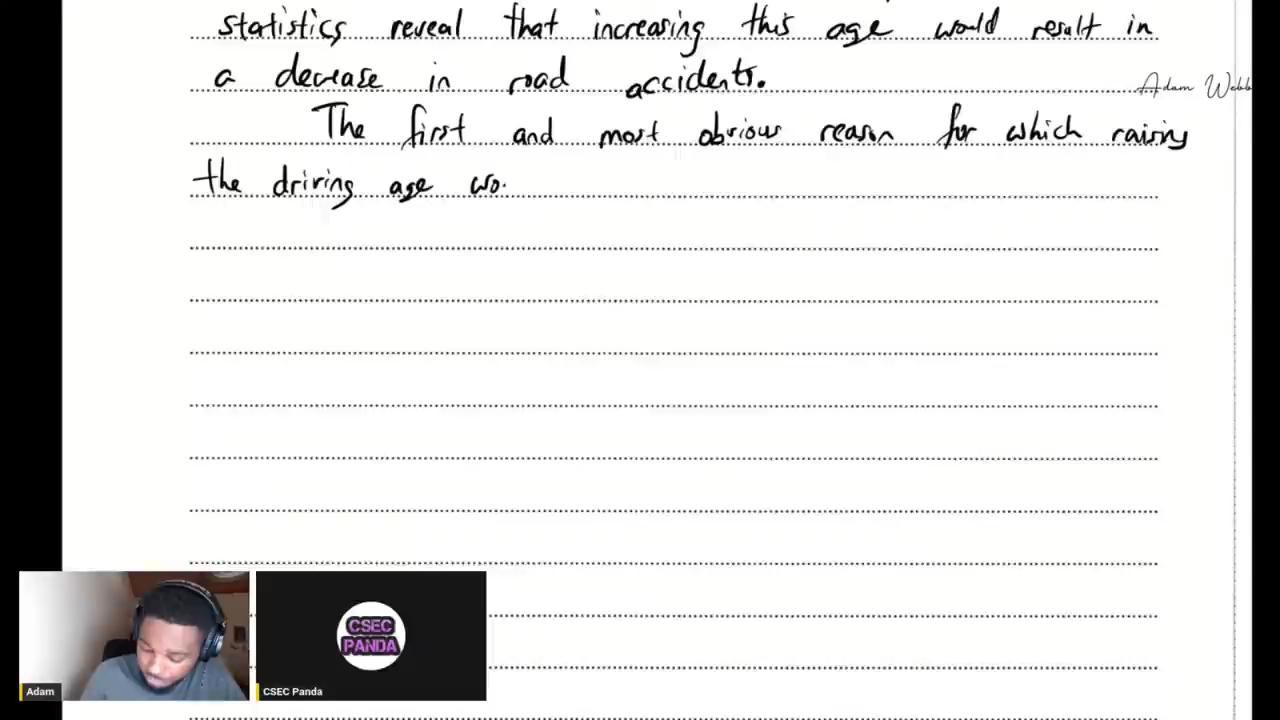 statistics reveal that increasing this age would result in
a decrease in road accidents.
Adam Webb
The first and most obvious reason for which raising
the driving age wo
CSEC
PANDA
Adam
CSEC Panda